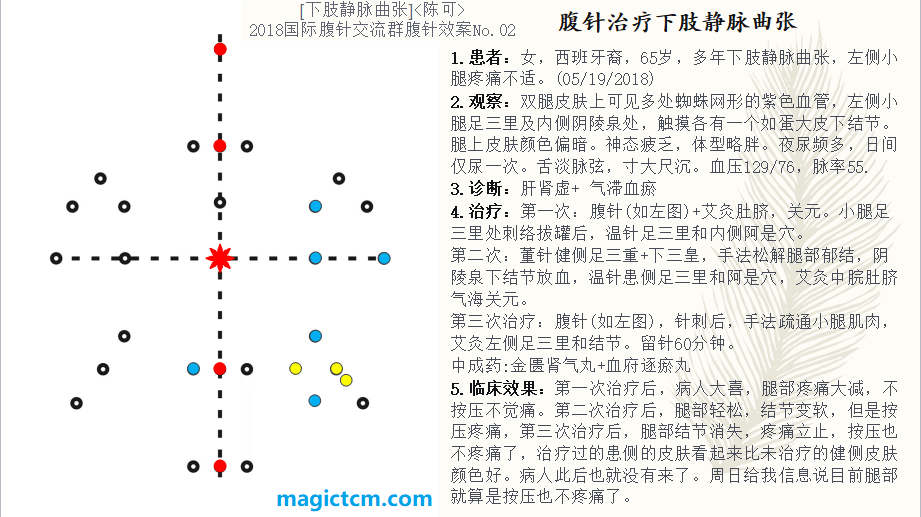 [下肢静脉曲张]<陈可>
2018国际腹针交流群腹针效案No.02
腹针治疗下肢静脉曲张
1.患者：女，西班牙裔，65岁，多年下肢静脉曲张，左侧小
腿疼痛不适。(05/19/2018)
2.观察：双腿皮肤上可见多处蜘蛛网形的紫色血管，左侧小
腿足三里及内侧阴陵泉处，触摸各有一个如蛋大皮下结节。
腿上皮肤颜色偏暗。神态疲乏，体型略胖。夜尿频多，日间
仅尿一次。舌淡脉弦，寸大尺沉。血压129/76，脉率55.
3.诊断：肝肾虚+ 气滞血瘀
4.治疗：第一次：腹针(如左图)+艾灸肚脐，关元。小腿足
三里处刺络拔罐后，温针足三里和内侧阿是穴。
第二次：董针健侧足三重+下三皇，手法松解腿部郁结，阴
陵泉下结节放血，温针患侧足三里和阿是穴，艾灸中脘肚脐
气海关元。
第三次治疗：腹针(如左图)，针刺后，手法疏通小腿肌肉，
艾灸左侧足三里和结节。留针60分钟。
中成药:金匮肾气丸+血府逐瘀丸
5.临床效果：第一次治疗后，病人大喜，腿部疼痛大减，不
按压不觉痛。第二次治疗后，腿部轻松，结节变软，但是按
压疼痛，第三次治疗后，腿部结节消失，疼痛立止，按压也
不疼痛了，治疗过的患侧的皮肤看起来比未治疗的健侧皮肤
颜色好。病人此后也就没有来了。周日给我信息说目前腿部
就算是按压也不疼痛了。
magictcm.com